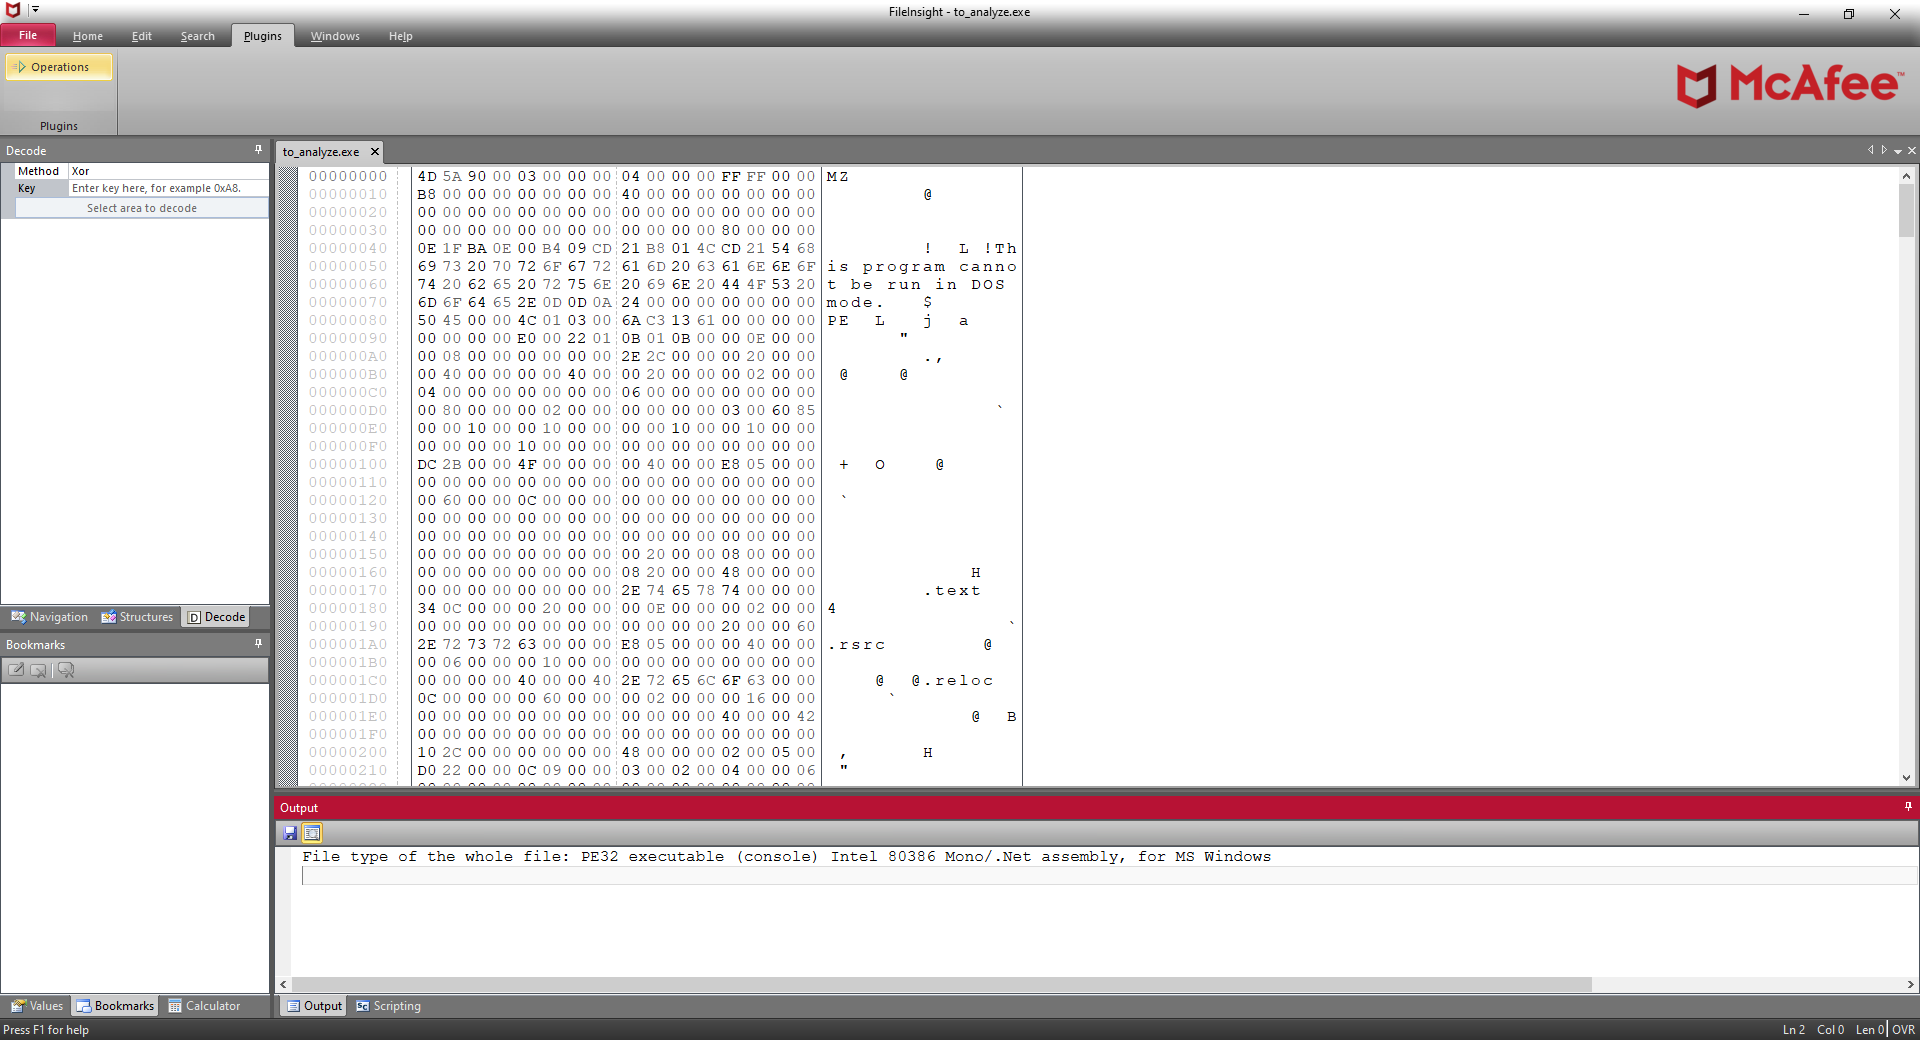 FileInsight - to_analyze.exe
File Home Edit Search Plugins Windows Help
Operations
McAfee™
Plugins
Decode
to_analyze.exe
Method Xor
Key Enter key here, for example 0xA8.
Select area to decode
00000000 4D 5A 90 00 03 00 00 00 04 00 00 00 FF FF 00 00 MZ
00000010 B8 00 00 00 00 00 00 00 40 00 00 00 00 00 00 00 @
00000020 00 00 00 00 00 00 00 00 00 00 00 00 00 00 00 00
00000030 00 00 00 00 00 00 00 00 00 00 00 00 80 00 00 00
00000040 0E 1F BA 0E 00 B4 09 CD 21 B8 01 4C CD 21 54 68 ! L !Th
00000050 69 73 20 70 72 6F 67 72 61 6D 20 63 61 6E 6E 6F is program canno
00000060 74 20 62 65 20 72 75 6E 20 69 6E 20 44 4F 53 20 t be run in DOS
00000070 6D 6F 64 65 2E 0D 0D 0A 24 00 00 00 00 00 00 00 mode. $
00000080 50 45 00 00 4C 01 03 00 6A C3 13 61 00 00 00 00 PE L j a
00000090 00 00 00 00 E0 00 22 01 0B 01 0B 00 00 0E 00 00 "
000000A0 00 08 00 00 00 00 00 00 2E 2C 00 00 00 20 00 00 .,
000000B0 00 40 00 00 00 00 40 00 00 20 00 00 00 02 00 00 @ @
000000C0 04 00 00 00 00 00 00 00 06 00 00 00 00 00 00 00
000000D0 00 80 00 00 00 02 00 00 00 00 00 00 03 00 60 85 `
000000E0 00 00 10 00 00 10 00 00 00 00 10 00 00 10 00 00
000000F0 00 00 00 00 10 00 00 00 00 00 00 00 00 00 00 00
00000100 DC 2B 00 00 4F 00 00 00 00 40 00 00 E8 05 00 00 + O @
00000110 00 00 00 00 00 00 00 00 00 00 00 00 00 00 00 00
00000120 00 60 00 00 0C 00 00 00 00 00 00 00 00 00 00 00 `
00000130 00 00 00 00 00 00 00 00 00 00 00 00 00 00 00 00
00000140 00 00 00 00 00 00 00 00 00 00 00 00 00 00 00 00
00000150 00 00 00 00 00 00 00 00 00 20 00 00 08 00 00 00
00000160 00 00 00 00 00 00 00 00 08 20 00 00 48 00 00 00 H
00000170 00 00 00 00 00 00 00 00 2E 74 65 78 74 00 00 00 .text
00000180 34 0C 00 00 00 20 00 00 00 0E 00 00 00 02 00 00 4
00000190 00 00 00 00 00 00 00 00 00 00 00 00 20 00 00 60 `
000001A0 2E 72 73 72 63 00 00 00 E8 05 00 00 00 40 00 00 .rsrc @
000001B0 00 06 00 00 00 10 00 00 00 00 00 00 00 00 00 00
000001C0 00 00 00 00 40 00 00 40 2E 72 65 6C 6F 63 00 00 @ @.reloc
000001D0 0C 00 00 00 00 60 00 00 00 02 00 00 00 16 00 00 `
000001E0 00 00 00 00 00 00 00 00 00 00 00 00 40 00 00 42 @ B
000001F0 00 00 00 00 00 00 00 00 00 00 00 00 00 00 00 00
00000200 10 2C 00 00 00 00 00 00 48 00 00 00 02 00 05 00 , H
00000210 D0 22 00 00 0C 09 00 00 03 00 02 00 04 00 00 06 "
Navigation Structures Decode
Bookmarks
Output
File type of the whole file: PE32 executable (console) Intel 80386 Mono/.Net assembly, for MS Windows
Values Bookmarks Calculator
Output Scripting
Press F1 for help
Ln 2 Col 0 Len 0 OVR